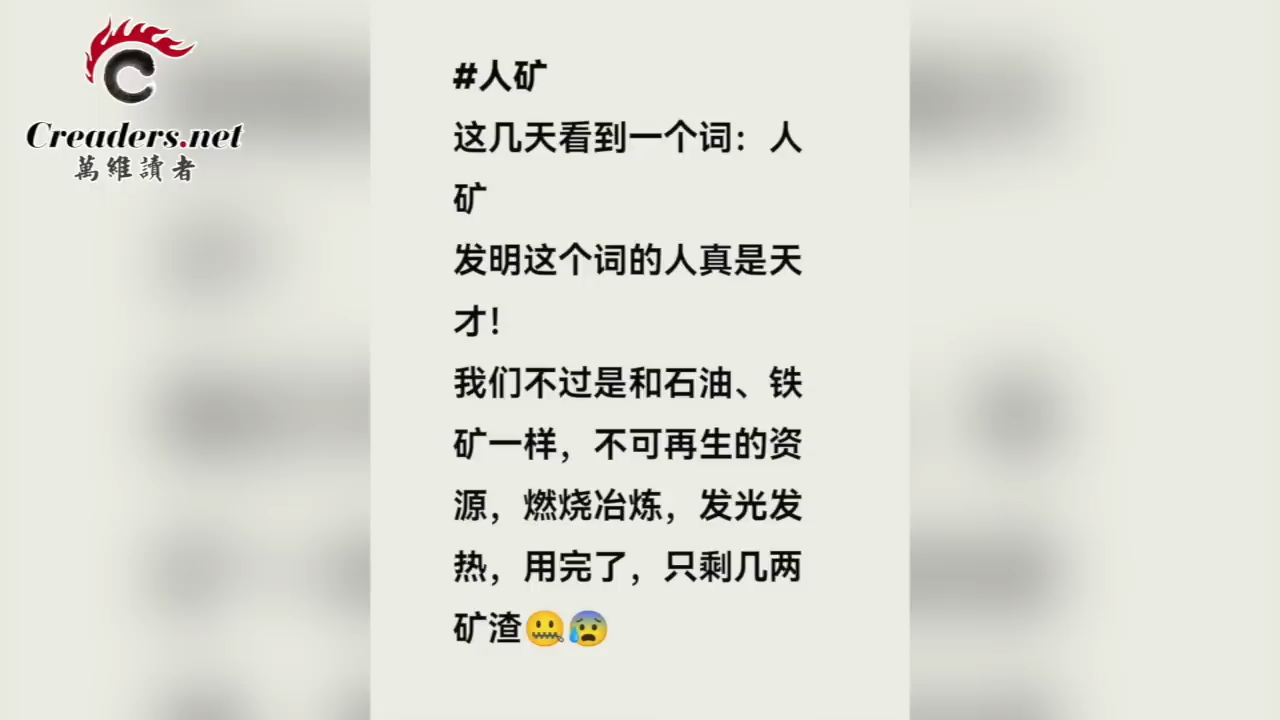 Creaders.net
萬維讀者
#人矿
这几天看到一个词：人
矿
发明这个词的人真是天
才！
我们不过是和石油、铁
矿一样，不可再生的资
源，燃烧冶炼，发光发
热，用完了，只剩几两
矿渣🤐😰